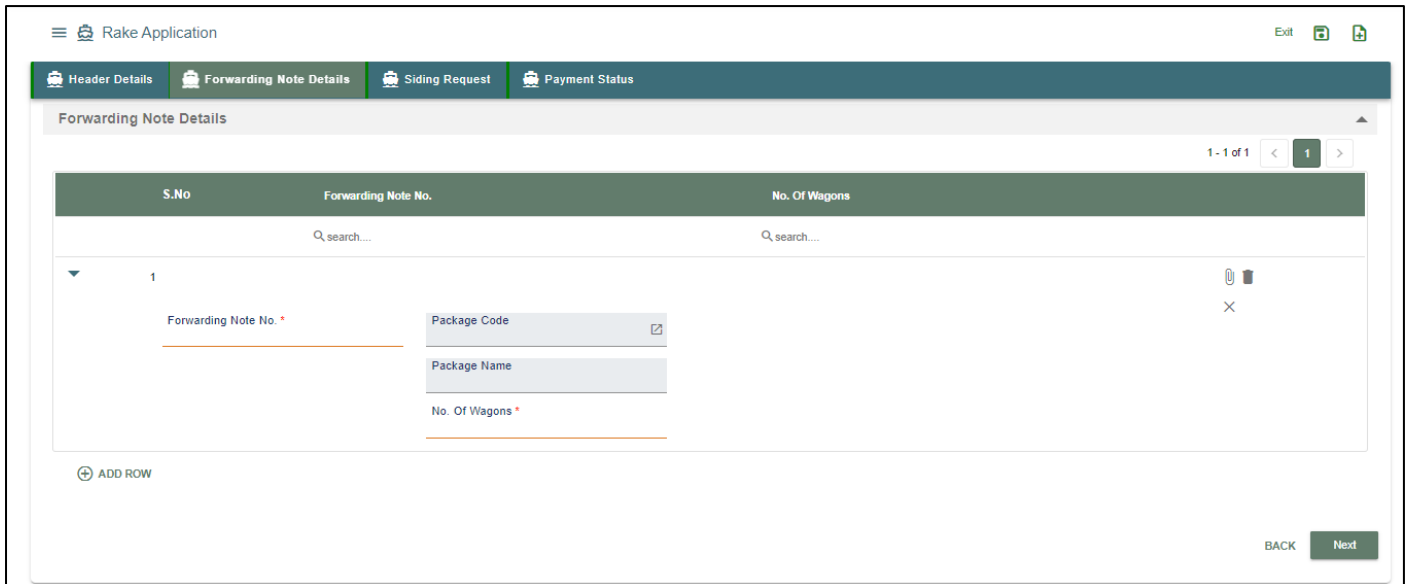 Rake Application
Exit
Header Details Forwarding Note Details Siding Request Payment Status
Forwarding Note Details
1 - 1 of 1 < 1 >
S.No Forwarding Note No. No. Of Wagons
search.... search....
1
Forwarding Note No. * Package Code
Package Name
No. Of Wagons *
ADD ROW
BACK Next